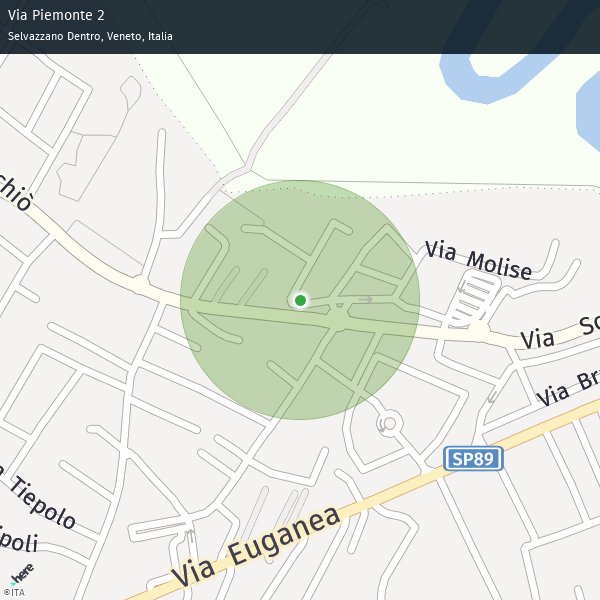 Via Piemonte 2
Selvazzano Dentro, Veneto, Italia
chiò
Via Molise
Via Sc
Via Br
SP89
Tiepolo
ipoli
Via Euganea
here
©ITA